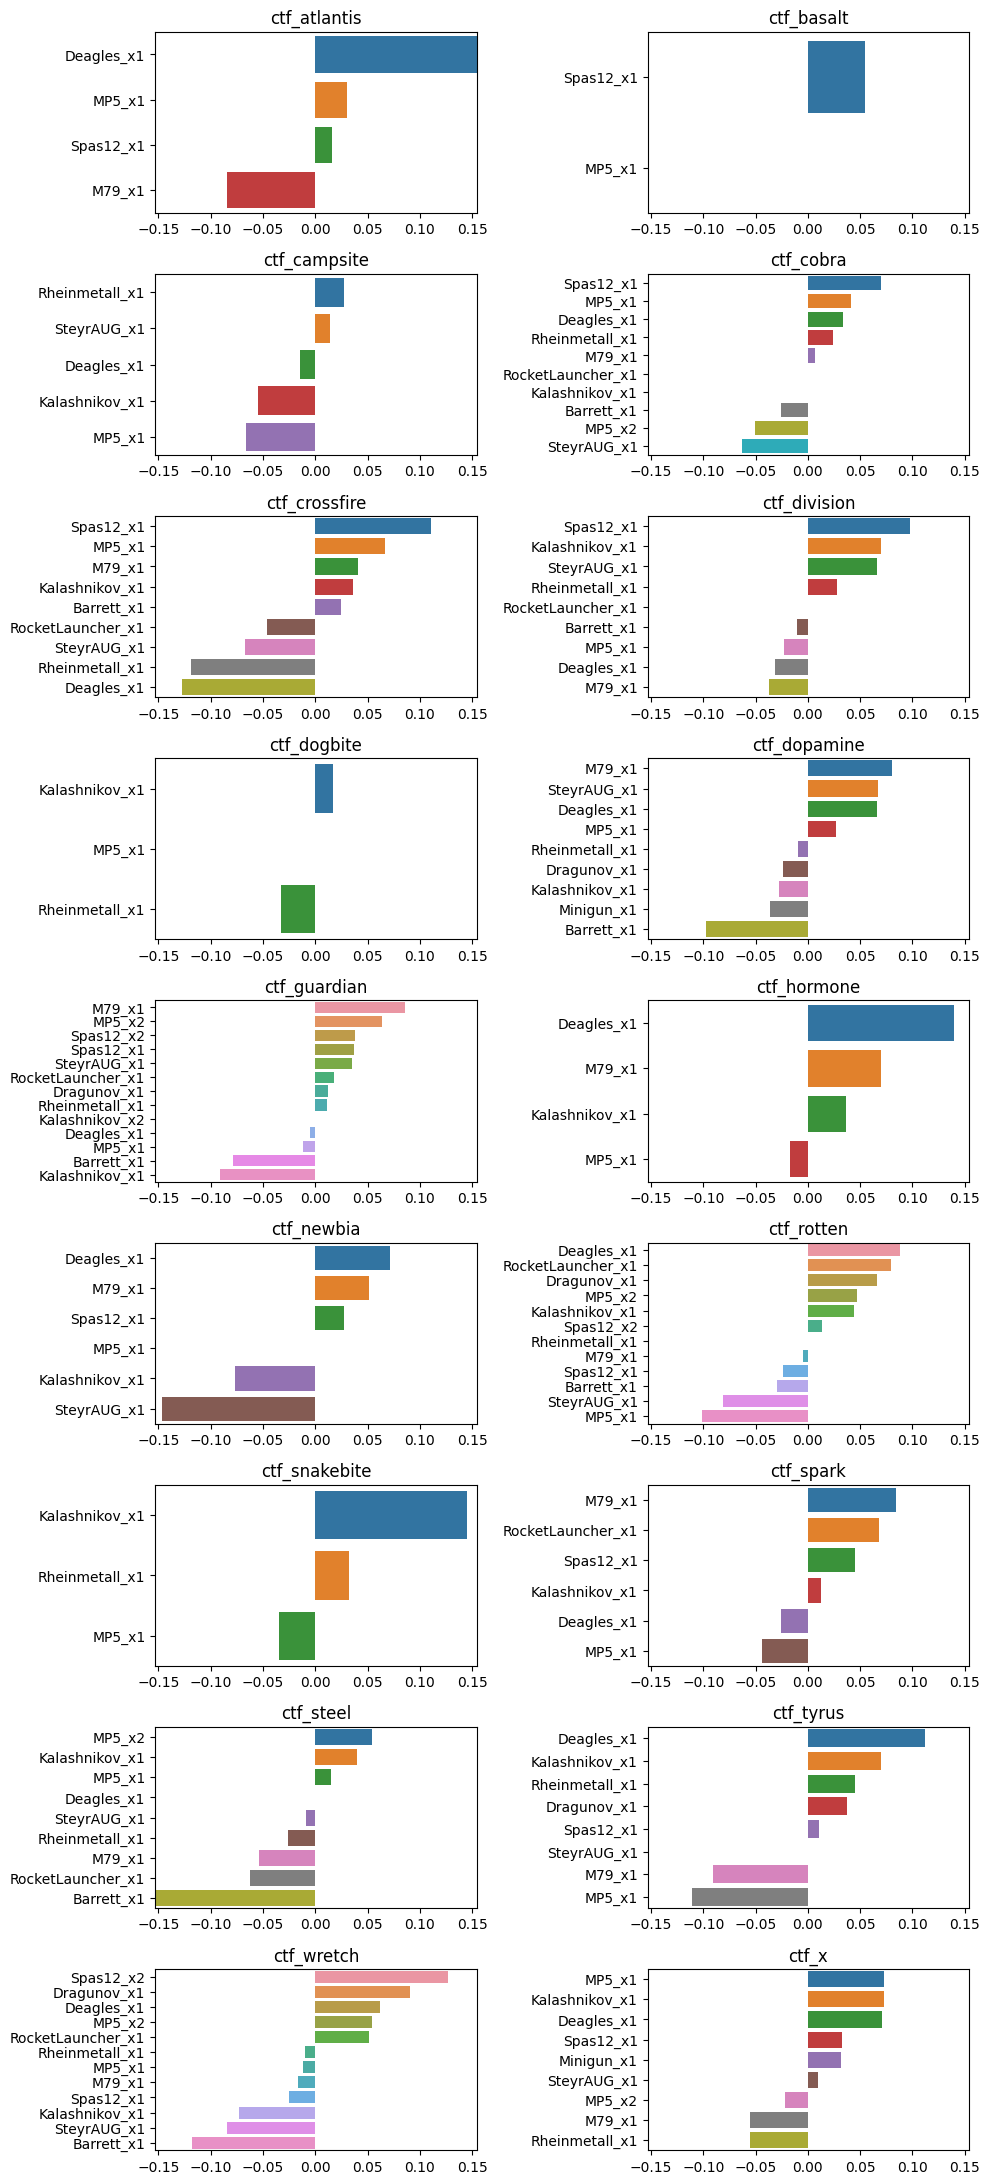 ctf_atlantis
Deagles_x1
MP5_x1
Spas12_x1
M79_x1
−0.15 −0.10 −0.05 0.00 0.05 0.10 0.15
ctf_basalt
Spas12_x1
MP5_x1
−0.15 −0.10 −0.05 0.00 0.05 0.10 0.15
ctf_campsite
Rheinmetall_x1
SteyrAUG_x1
Deagles_x1
Kalashnikov_x1
MP5_x1
−0.15 −0.10 −0.05 0.00 0.05 0.10 0.15
ctf_cobra
Spas12_x1
MP5_x1
Deagles_x1
Rheinmetall_x1
M79_x1
RocketLauncher_x1
Kalashnikov_x1
Barrett_x1
MP5_x2
SteyrAUG_x1
−0.15 −0.10 −0.05 0.00 0.05 0.10 0.15
ctf_crossfire
Spas12_x1
MP5_x1
M79_x1
Kalashnikov_x1
Barrett_x1
RocketLauncher_x1
SteyrAUG_x1
Rheinmetall_x1
Deagles_x1
−0.15 −0.10 −0.05 0.00 0.05 0.10 0.15
ctf_division
Spas12_x1
Kalashnikov_x1
SteyrAUG_x1
Rheinmetall_x1
RocketLauncher_x1
Barrett_x1
MP5_x1
Deagles_x1
M79_x1
−0.15 −0.10 −0.05 0.00 0.05 0.10 0.15
ctf_dogbite
Kalashnikov_x1
MP5_x1
Rheinmetall_x1
−0.15 −0.10 −0.05 0.00 0.05 0.10 0.15
ctf_dopamine
M79_x1
SteyrAUG_x1
Deagles_x1
MP5_x1
Rheinmetall_x1
Dragunov_x1
Kalashnikov_x1
Minigun_x1
Barrett_x1
−0.15 −0.10 −0.05 0.00 0.05 0.10 0.15
ctf_guardian
M79_x1
MP5_x2
Spas12_x2
Spas12_x1
SteyrAUG_x1
RocketLauncher_x1
Dragunov_x1
Rheinmetall_x1
Kalashnikov_x2
Deagles_x1
MP5_x1
Barrett_x1
Kalashnikov_x1
−0.15 −0.10 −0.05 0.00 0.05 0.10 0.15
ctf_hormone
Deagles_x1
M79_x1
Kalashnikov_x1
MP5_x1
−0.15 −0.10 −0.05 0.00 0.05 0.10 0.15
ctf_newbia
Deagles_x1
M79_x1
Spas12_x1
MP5_x1
Kalashnikov_x1
SteyrAUG_x1
−0.15 −0.10 −0.05 0.00 0.05 0.10 0.15
ctf_rotten
Deagles_x1
RocketLauncher_x1
Dragunov_x1
MP5_x2
Kalashnikov_x1
Spas12_x2
Rheinmetall_x1
M79_x1
Spas12_x1
Barrett_x1
SteyrAUG_x1
MP5_x1
−0.15 −0.10 −0.05 0.00 0.05 0.10 0.15
ctf_snakebite
Kalashnikov_x1
Rheinmetall_x1
MP5_x1
−0.15 −0.10 −0.05 0.00 0.05 0.10 0.15
ctf_spark
M79_x1
RocketLauncher_x1
Spas12_x1
Kalashnikov_x1
Deagles_x1
MP5_x1
−0.15 −0.10 −0.05 0.00 0.05 0.10 0.15
ctf_steel
MP5_x2
Kalashnikov_x1
MP5_x1
Deagles_x1
SteyrAUG_x1
Rheinmetall_x1
M79_x1
RocketLauncher_x1
Barrett_x1
−0.15 −0.10 −0.05 0.00 0.05 0.10 0.15
ctf_tyrus
Deagles_x1
Kalashnikov_x1
Rheinmetall_x1
Dragunov_x1
Spas12_x1
SteyrAUG_x1
M79_x1
MP5_x1
−0.15 −0.10 −0.05 0.00 0.05 0.10 0.15
ctf_wretch
Spas12_x2
Dragunov_x1
Deagles_x1
MP5_x2
RocketLauncher_x1
Rheinmetall_x1
MP5_x1
M79_x1
Spas12_x1
Kalashnikov_x1
SteyrAUG_x1
Barrett_x1
−0.15 −0.10 −0.05 0.00 0.05 0.10 0.15
ctf_x
MP5_x1
Kalashnikov_x1
Deagles_x1
Spas12_x1
Minigun_x1
SteyrAUG_x1
MP5_x2
M79_x1
Rheinmetall_x1
−0.15 −0.10 −0.05 0.00 0.05 0.10 0.15